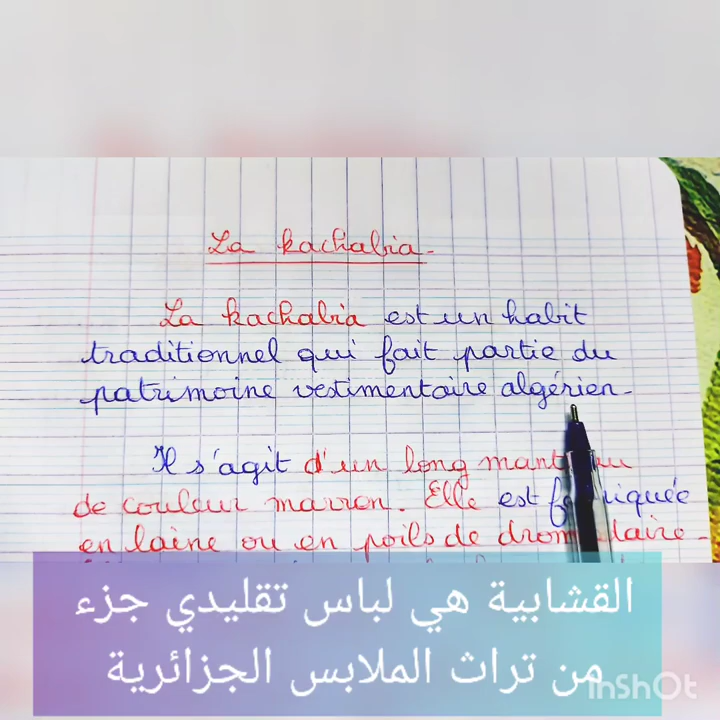 La kachabia.
La kachabia est un habit
traditionnel qui fait partie du
patrimoine vestimentaire algérien.
Il s'agit d'un long
de couleur marron. Elle est
en laine ou en poils de
القشابية هي لباس تقليدي جزء
من تراث الملابس الجزائرية
InShOt